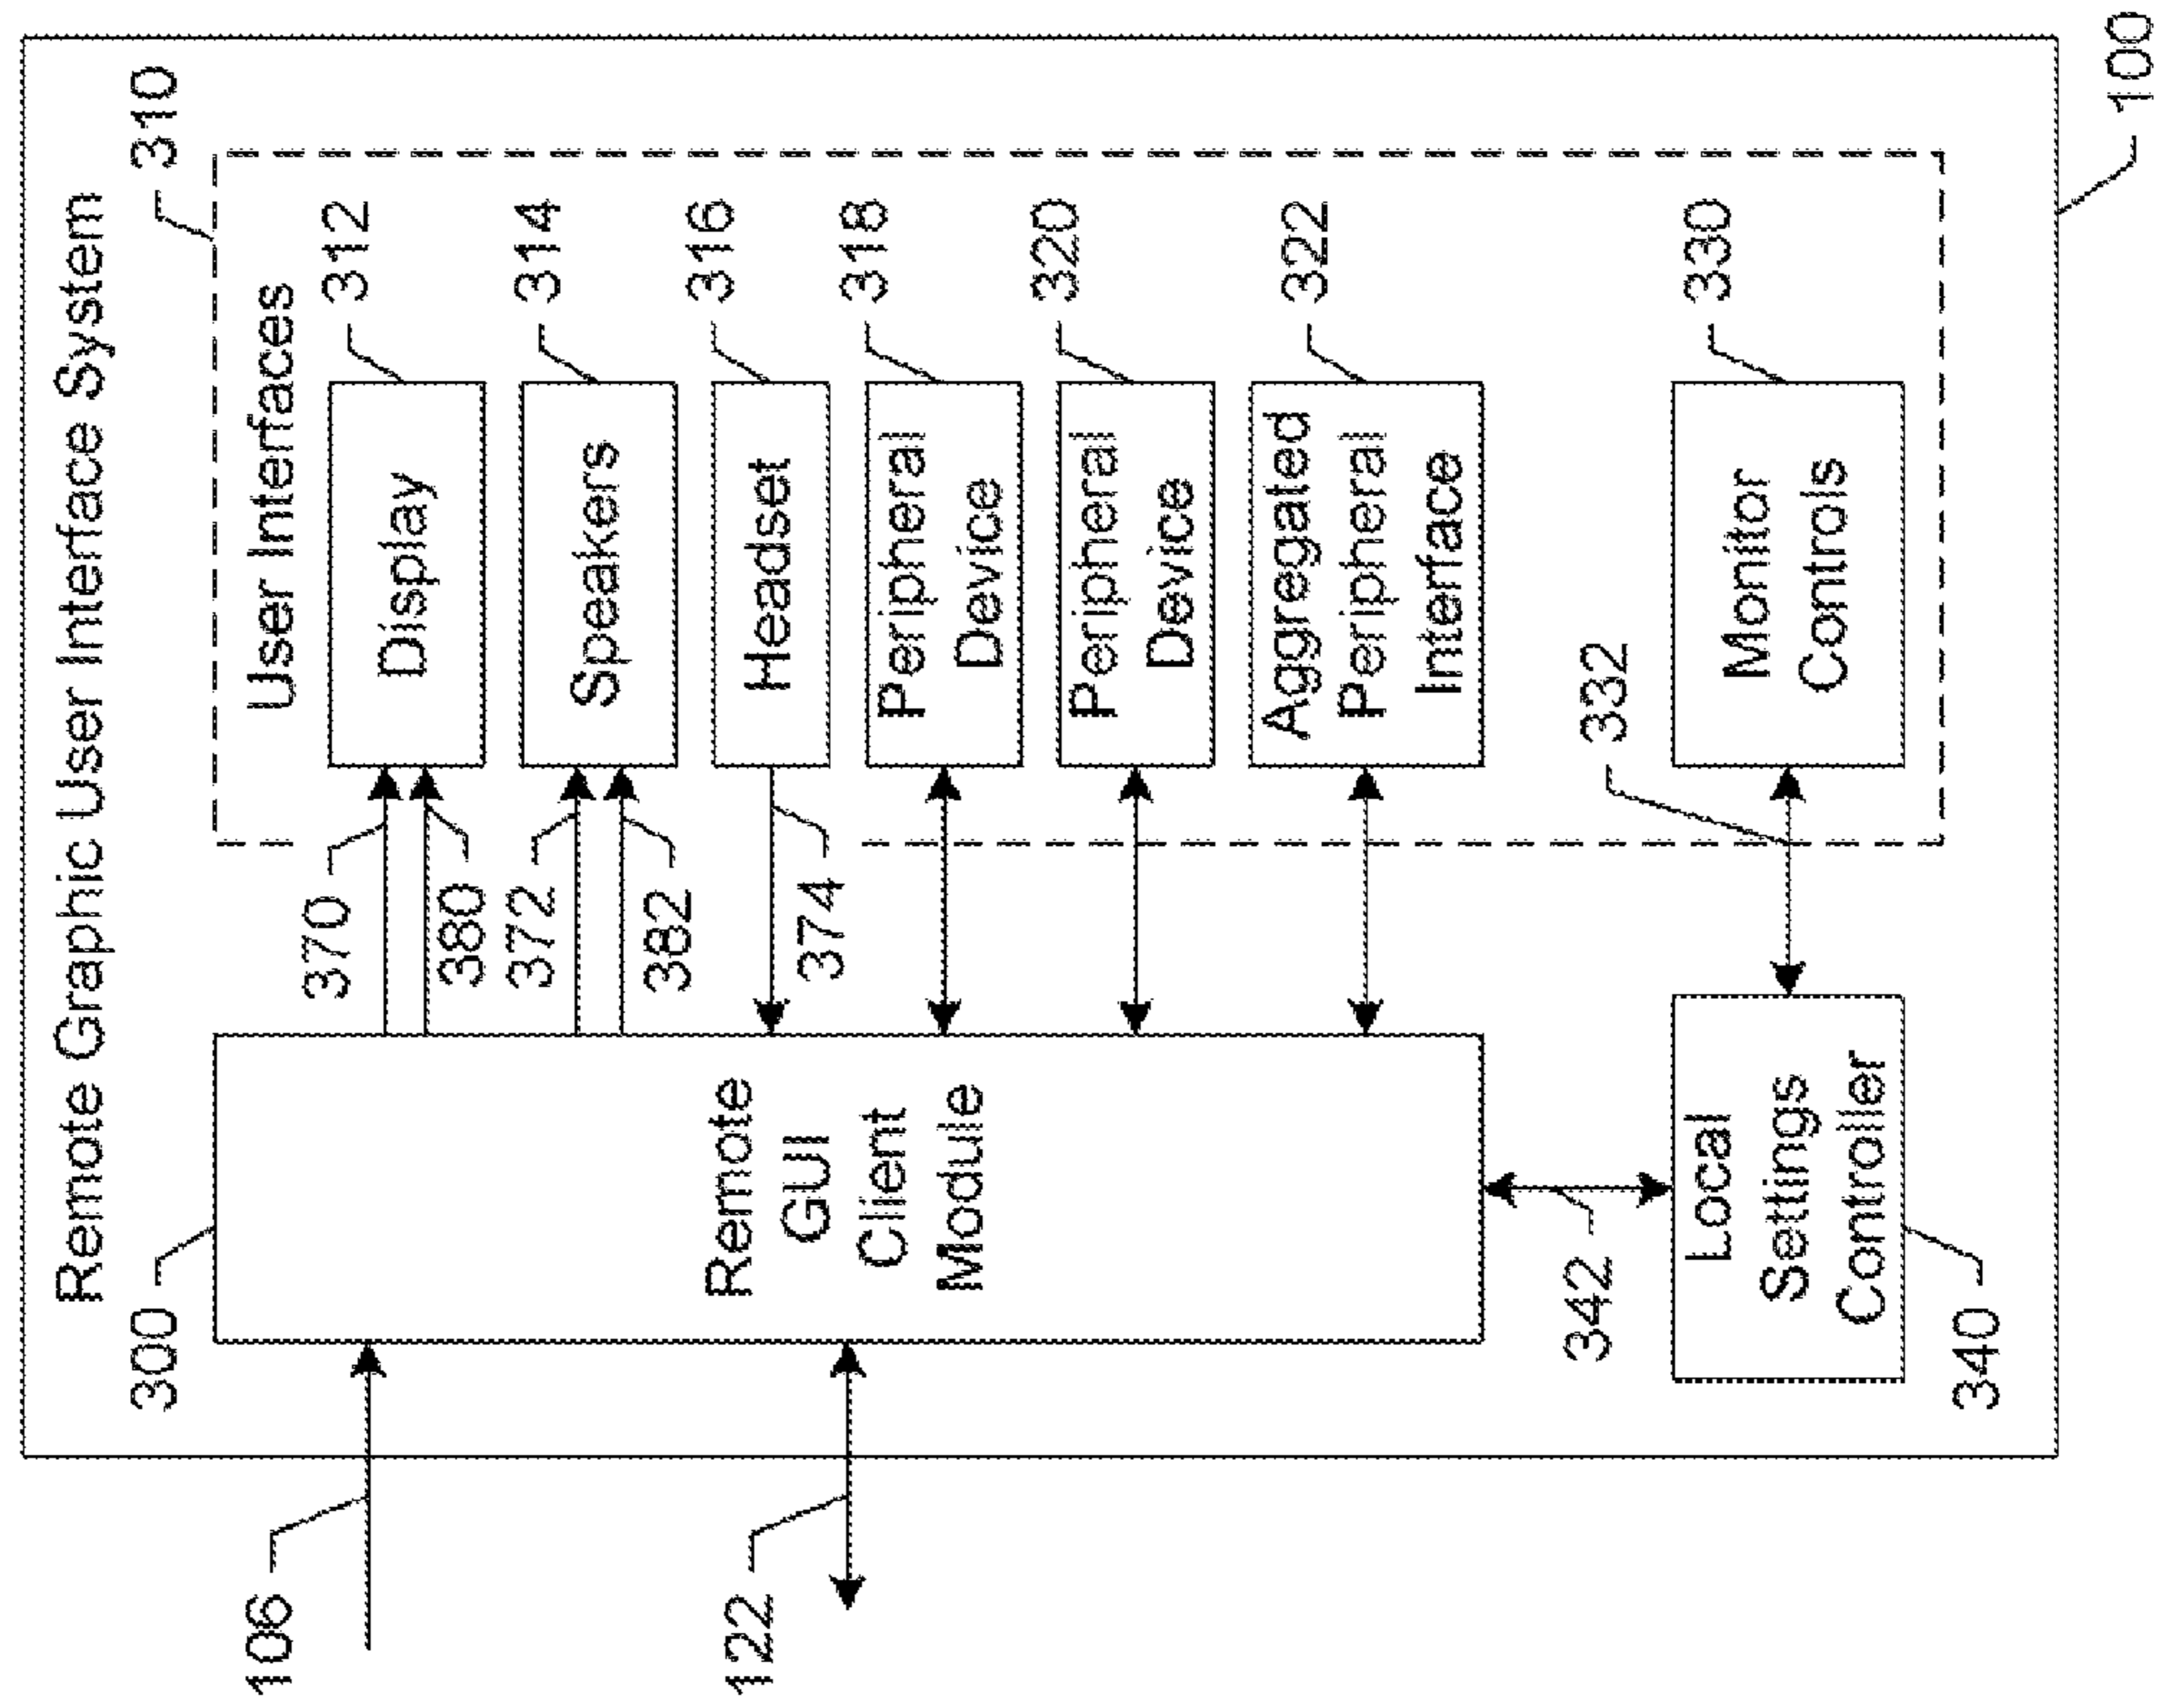 Remote Graphic User Interface System
300
310
User Interfaces
106
370
Display
312
380
372
Speakers
314
382
122
Remote
GUI
Client
Module
374
Headset
316
Peripheral
Device
318
Peripheral
Device
320
Aggregated
Peripheral
Interface
322
342
332
Local
Settings
Controller
Monitor
Controls
330
340
100